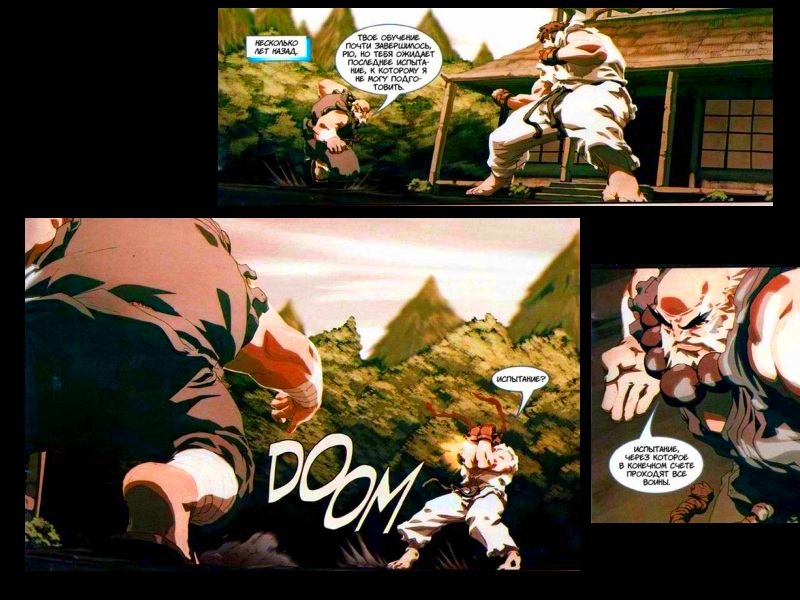 НЕСКОЛЬКО
ЛЕТ НАЗАД.
ТВОЕ ОБУЧЕНИЕ
ПОЧТИ ЗАВЕРШИЛОСЬ,
РЮ, НО ТЕБЯ ОЖИДАЕТ
ПОСЛЕДНЕЕ ИСПЫТА-
НИЕ, К КОТОРОМУ Я
НЕ МОГУ ПОДГО-
ТОВИТЬ.
ИСПЫТАНИЕ?
DOOM
ИСПЫТАНИЕ,
ЧЕРЕЗ КОТОРОЕ
В КОНЕЧНОМ СЧЕТЕ
ПРОХОДЯТ ВСЕ
ВОИНЫ.